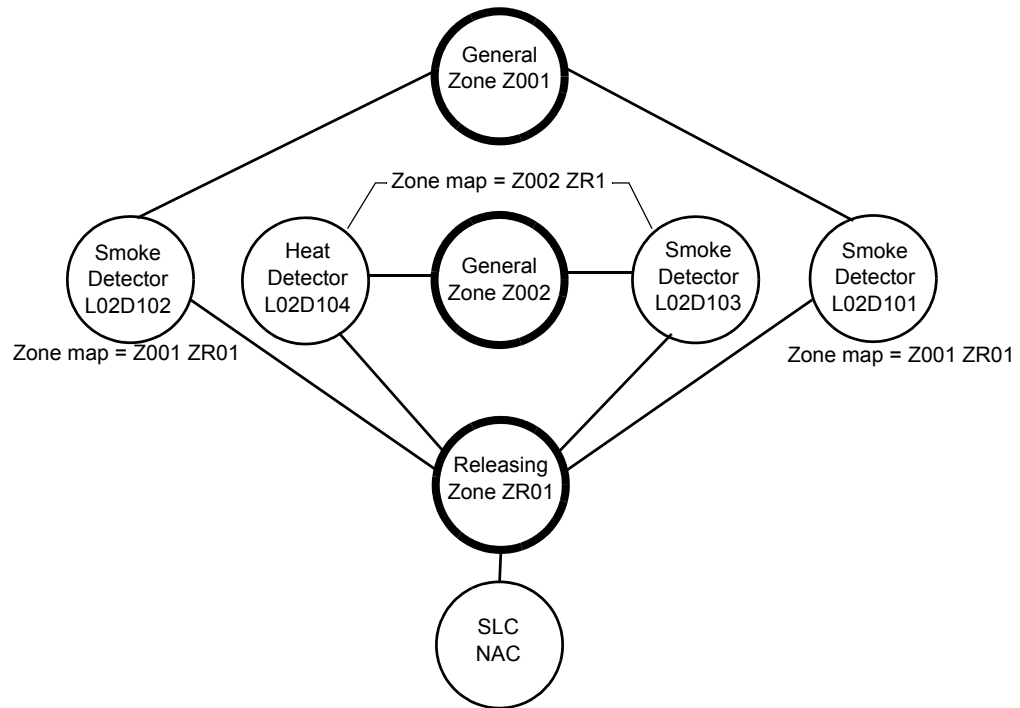 General
Zone Z001
Zone map = Z002 ZR1
Smoke
Detector
L02D102
Heat
Detector
L02D104
General
Zone Z002
Smoke
Detector
L02D103
Smoke
Detector
L02D101
Zone map = Z001 ZR01
Zone map = Z001 ZR01
Releasing
Zone ZR01
SLC
NAC